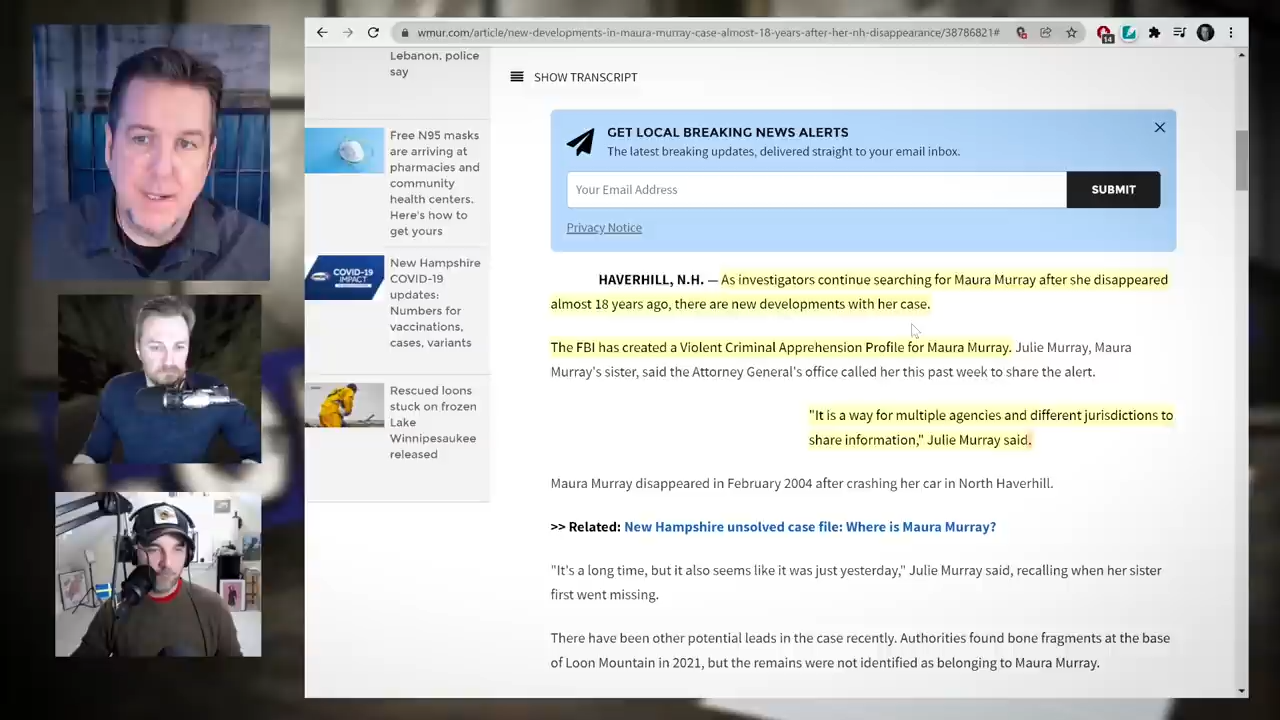 wmur.com/article/new-developments-in-maura-murray-case-almost-18-years-after-her-nh-disappearance/38786821#
14
Lebanon, police
say
Free N95 masks
are arriving at
pharmacies and
community
health centers.
Here's how to
get yours
COVID-19
IMPACT
New Hampshire
COVID-19
updates:
Numbers for
vaccinations,
cases, variants
Rescued loons
stuck on frozen
Lake
Winnipesaukee
released
SHOW TRANSCRIPT
GET LOCAL BREAKING NEWS ALERTS
The latest breaking updates, delivered straight to your email inbox.
Your Email Address
SUBMIT
Privacy Notice
HAVERHILL, N.H. — As investigators continue searching for Maura Murray after she disappeared
almost 18 years ago, there are new developments with her case.
The FBI has created a Violent Criminal Apprehension Profile for Maura Murray. Julie Murray, Maura
Murray's sister, said the Attorney General's office called her this past week to share the alert.
"It is a way for multiple agencies and different jurisdictions to
share information," Julie Murray said.
Maura Murray disappeared in February 2004 after crashing her car in North Haverhill.
>> Related: New Hampshire unsolved case file: Where is Maura Murray?
"It's a long time, but it also seems like it was just yesterday," Julie Murray said, recalling when her sister
first went missing.
There have been other potential leads in the case recently. Authorities found bone fragments at the base
of Loon Mountain in 2021, but the remains were not identified as belonging to Maura Murray.